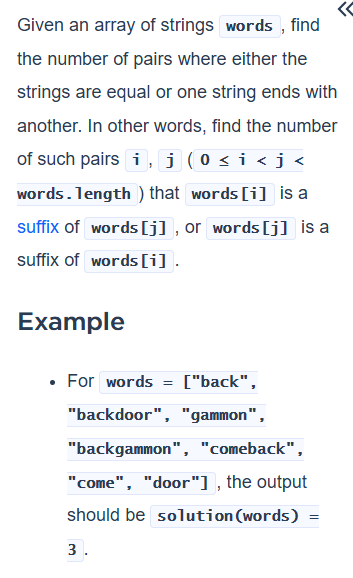 Given an array of strings words , find
the number of pairs where either the
strings are equal or one string ends with
another. In other words, find the number
of such pairs i , j ( 0 ≤ i < j <
words.length ) that words[i] is a
suffix of words[j] , or words[j] is a
suffix of words[i] .
Example
• For words = ["back",
"backdoor", "gammon",
"backgammon", "comeback",
"come", "door"] , the output
should be solution(words) =
3 .